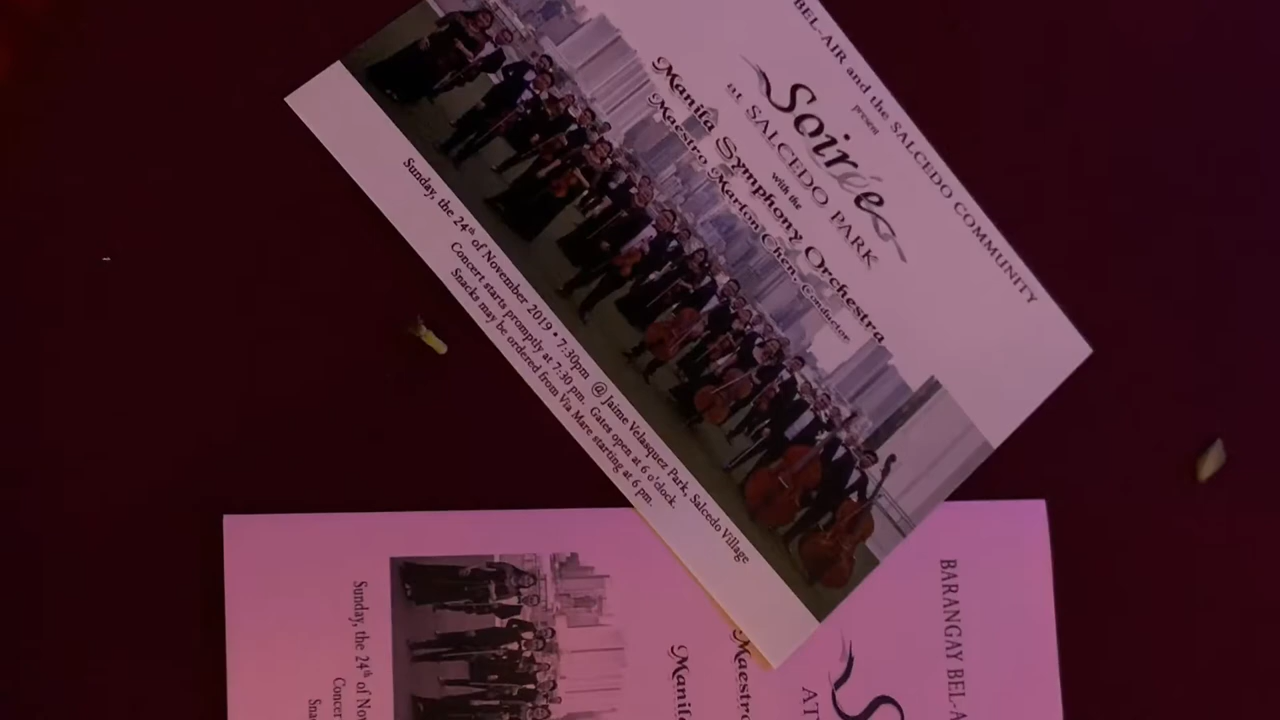 BEL-AIR and the SALCEDO COMMUNITY
present
Soirée
at SALCEDO PARK
with the
Manila Symphony Orchestra
Maestro Marlon Chen, Conductor
Sunday, the 24th of November 2019 • 7:30pm @ Jaime Velasquez Park, Salcedo Village
Concert starts promptly at 7:30 pm. Gates open at 6 o'clock.
Snacks may be ordered from Via Mare starting at 6 pm.
BARANGAY BEL-A
S
AT
Manil
Maestro
Sunday, the 24th of Nov
Concer
Snac